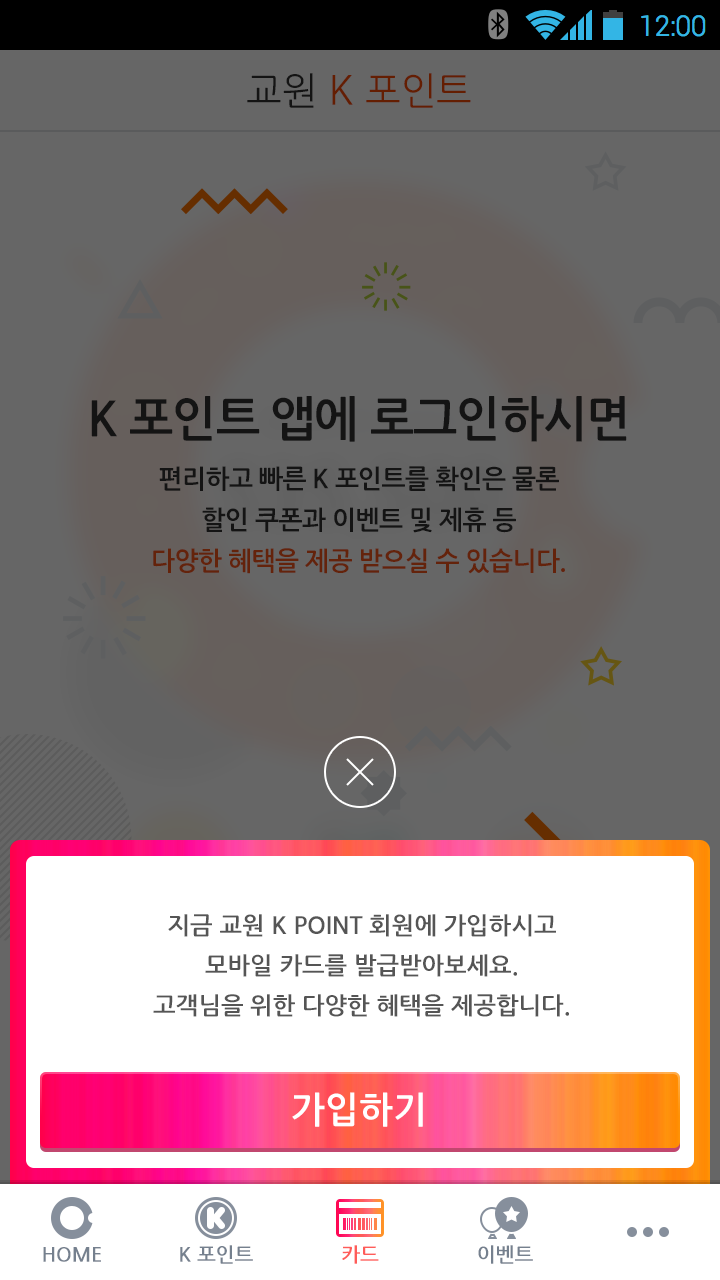 12:00
교원 K 포인트
K 포인트 앱에 로그인하시면
편리하고 빠른 K 포인트를 확인은 물론
할인 쿠폰과 이벤트 및 제휴 등
다양한 혜택을 제공 받으실 수 있습니다.
지금 교원 K POINT 회원에 가입하시고
모바일 카드를 발급받아보세요.
고객님을 위한 다양한 혜택을 제공합니다.
가입하기
HOME K 포인트 카드 이벤트